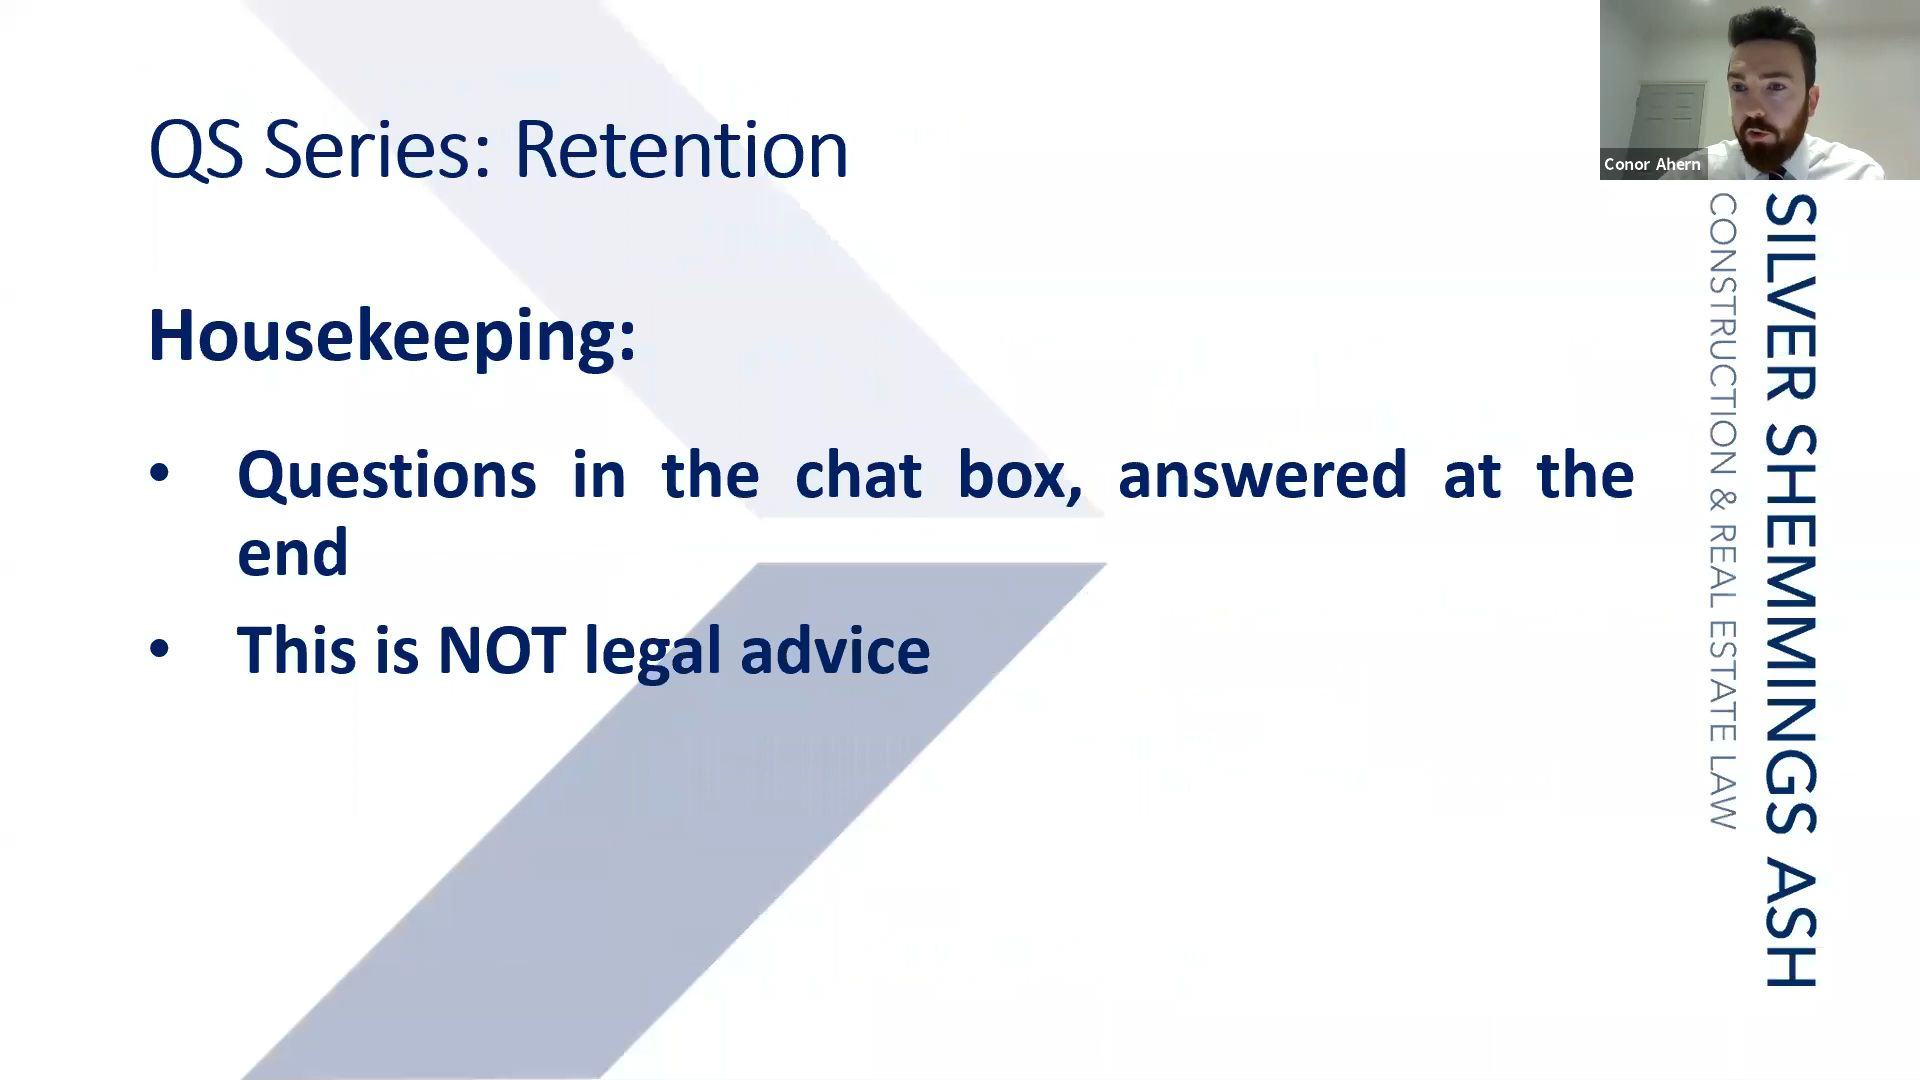 QS Series: Retention
Housekeeping:
• Questions in the chat box, answered at the
end
• This is NOT legal advice
Conor Ahern
SILVER SHEMMINGS ASH
CONSTRUCTION & REAL ESTATE LAW